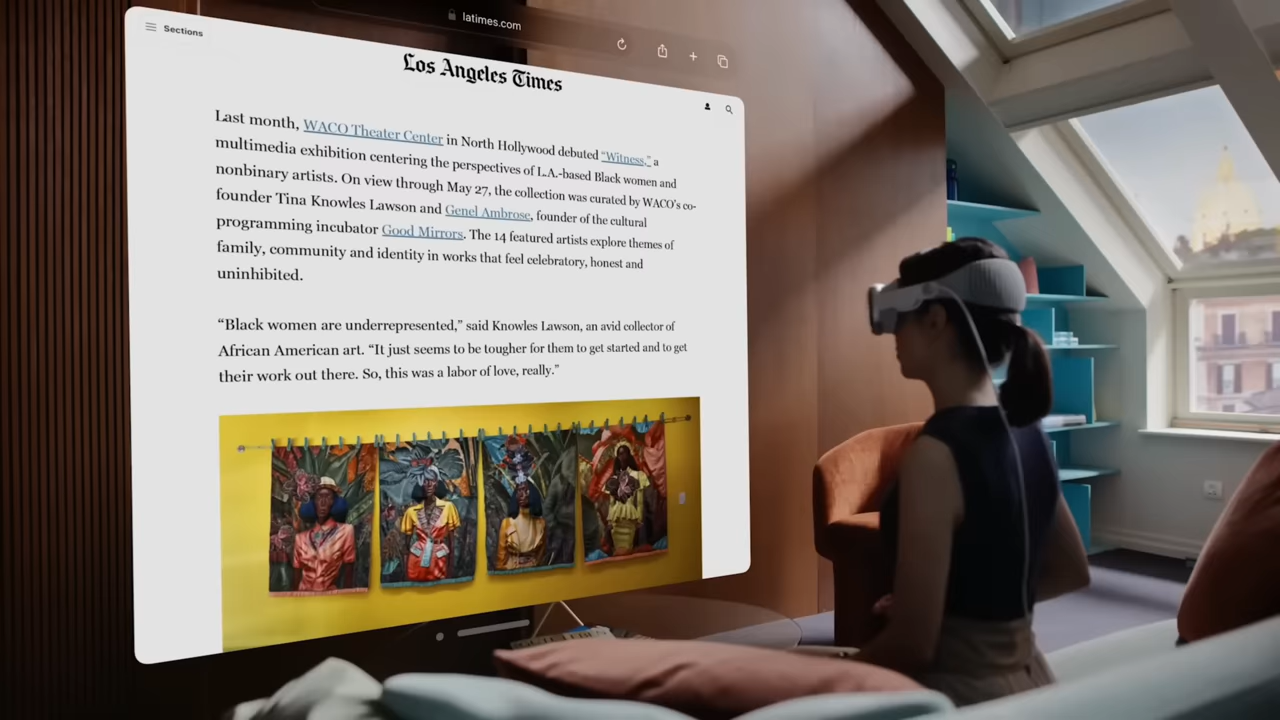 latimes.com
Sections
Los Angeles Times
Last month, WACO Theater Center in North Hollywood debuted “Witness,” a
multimedia exhibition centering the perspectives of L.A.-based Black women and
nonbinary artists. On view through May 27, the collection was curated by WACO’s co-
founder Tina Knowles Lawson and Genel Ambrose, founder of the cultural
programming incubator Good Mirrors. The 14 featured artists explore themes of
family, community and identity in works that feel celebratory, honest and
uninhibited.
“Black women are underrepresented,” said Knowles Lawson, an avid collector of
African American art. “It just seems to be tougher for them to get started and to get
their work out there. So, this was a labor of love, really.”